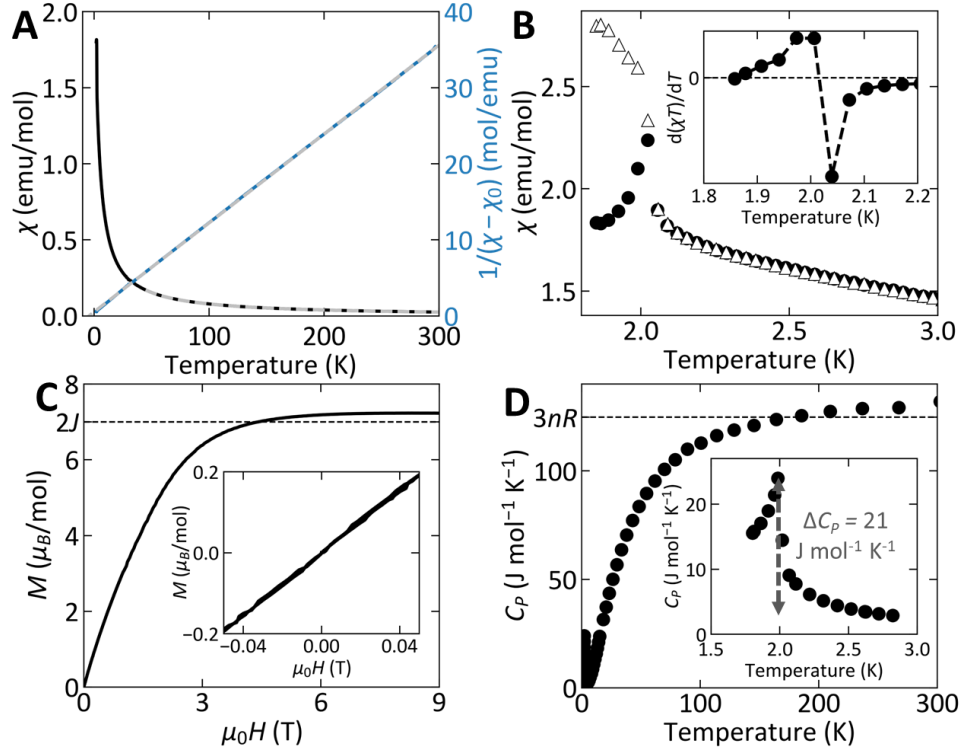 A
2.0
1.5
1.0
0.5
0.0
χ (emu/mol)
0
100
200
300
Temperature (K)
40
30
20
10
0
1/(χ−χ₀) (mol/emu)
B
2.5
2.0
1.5
χ (emu/mol)
2.0
2.5
3.0
Temperature (K)
0
d(χT)/dT
1.8
1.9
2.0
2.1
2.2
Temperature (K)
C
8
2J
6
4
2
0
M (μB/mol)
0
3
6
9
μ₀H (T)
0.2
0.0
−0.2
M (μB/mol)
−0.04
0.00
0.04
μ₀H (T)
D
3nR
100
50
0
CP (J mol⁻¹ K⁻¹)
0
100
200
300
Temperature (K)
20
10
0
CP (J mol⁻¹ K⁻¹)
ΔCP = 21
J mol⁻¹ K⁻¹
1.5
2.0
2.5
3.0
Temperature (K)